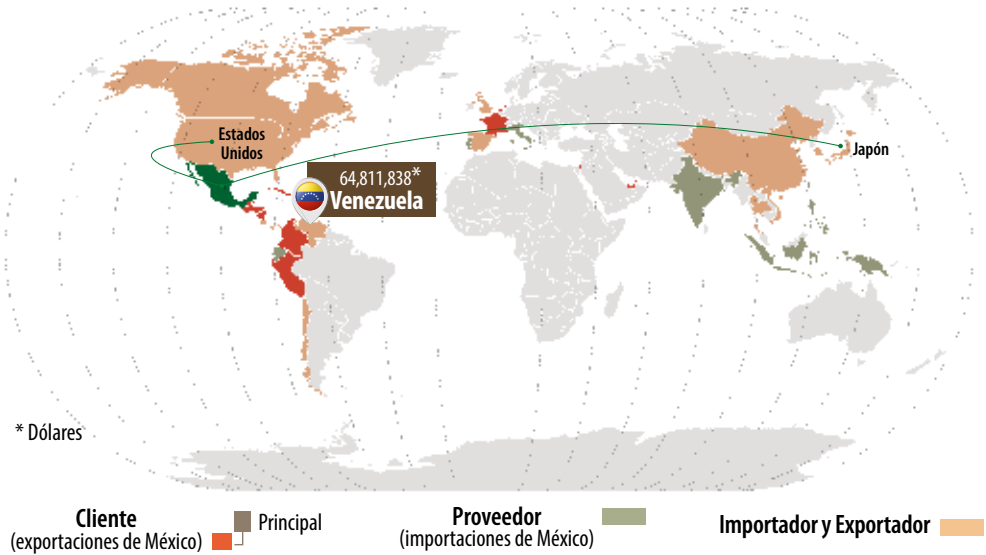 Estados
Unidos
Japón
64,811,838*
Venezuela
* Dólares
Cliente
(exportaciones de México)
Principal
Proveedor
(importaciones de México)
Importador y Exportador